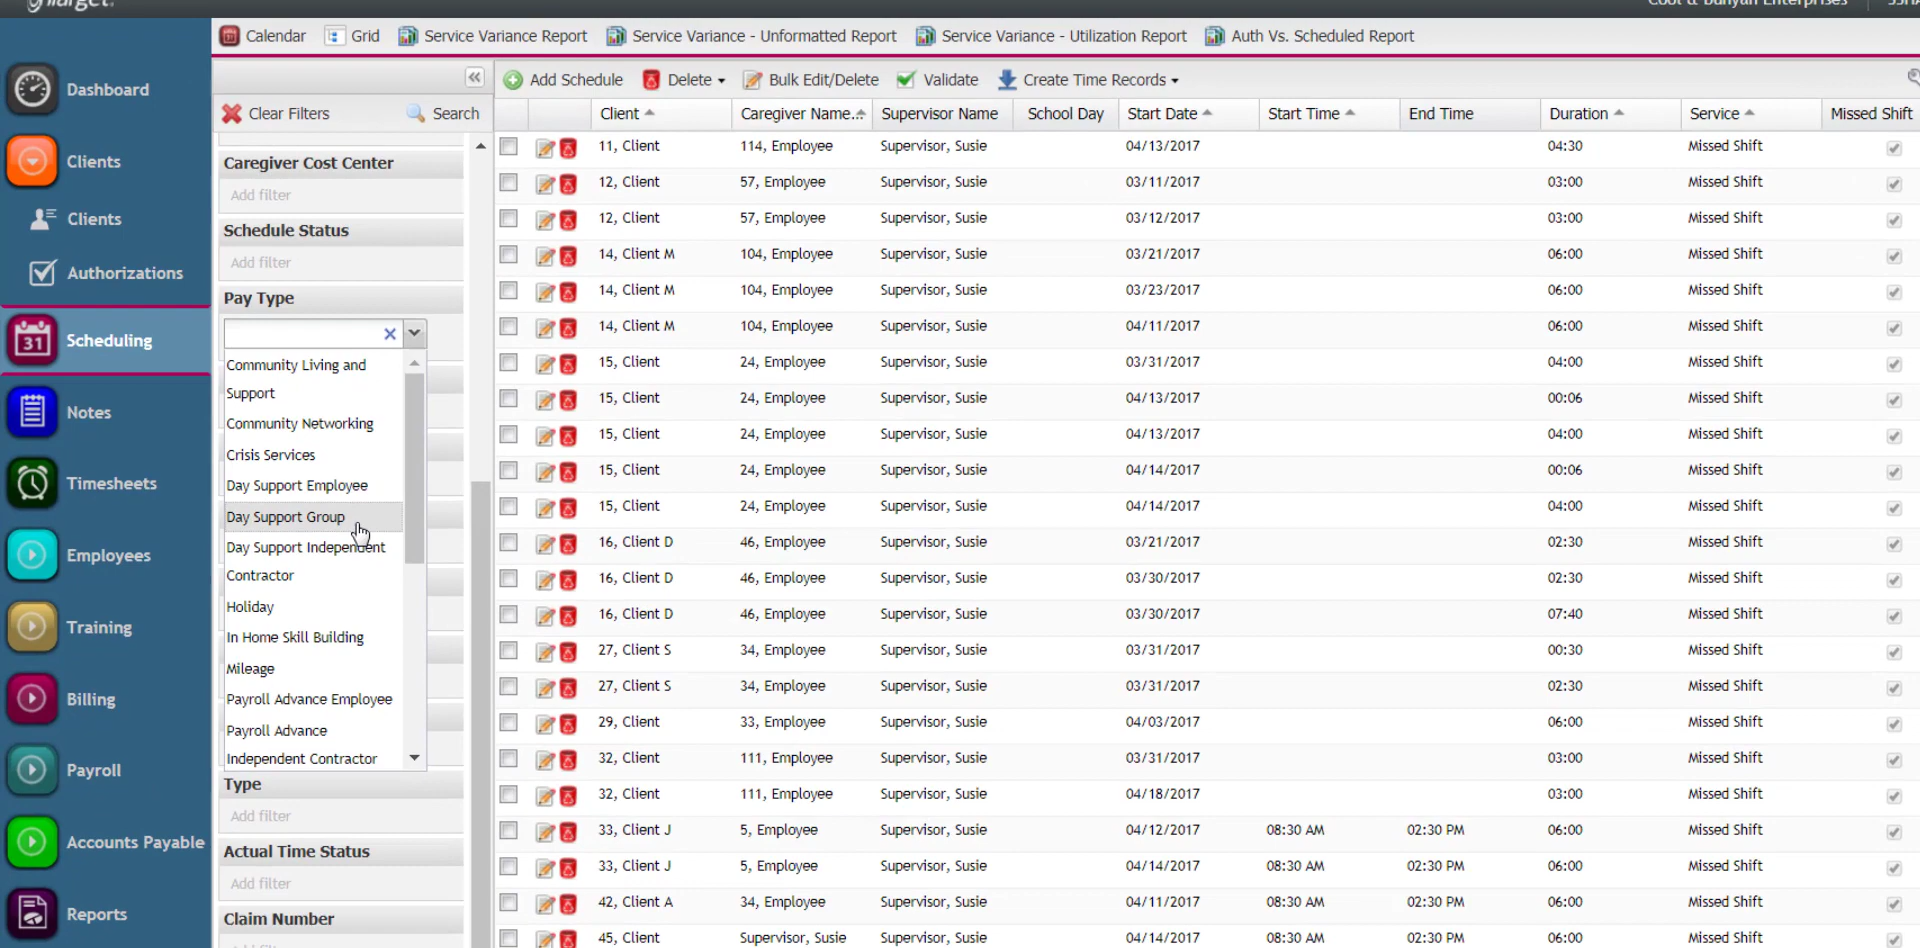 Calendar Grid Service Variance Report Service Variance - Unformatted Report Service Variance - Utilization Report Auth Vs. Scheduled Report
Dashboard
Clients
Clients
Authorizations
31 Scheduling
Notes
Timesheets
Employees
Training
Billing
Payroll
Accounts Payable
Reports
Clear Filters Search
Caregiver Cost Center
Add filter
Schedule Status
Add filter
Pay Type
Community Living and
Support
Community Networking
Crisis Services
Day Support Employee
Day Support Group
Day Support Independent
Contractor
Holiday
In Home Skill Building
Mileage
Payroll Advance Employee
Payroll Advance
Independent Contractor
Type
Add filter
Actual Time Status
Add filter
Claim Number
Add Schedule Delete Bulk Edit/Delete Validate Create Time Records
Client Caregiver Name... Supervisor Name School Day Start Date Start Time End Time Duration Service Missed Shift
11, Client 114, Employee Supervisor, Susie 04/13/2017 04:30 Missed Shift
12, Client 57, Employee Supervisor, Susie 03/11/2017 03:00 Missed Shift
12, Client 57, Employee Supervisor, Susie 03/12/2017 03:00 Missed Shift
14, Client M 104, Employee Supervisor, Susie 03/21/2017 06:00 Missed Shift
14, Client M 104, Employee Supervisor, Susie 03/23/2017 06:00 Missed Shift
14, Client M 104, Employee Supervisor, Susie 04/11/2017 06:00 Missed Shift
15, Client 24, Employee Supervisor, Susie 03/31/2017 04:00 Missed Shift
15, Client 24, Employee Supervisor, Susie 04/13/2017 00:06 Missed Shift
15, Client 24, Employee Supervisor, Susie 04/13/2017 04:00 Missed Shift
15, Client 24, Employee Supervisor, Susie 04/14/2017 00:06 Missed Shift
15, Client 24, Employee Supervisor, Susie 04/14/2017 04:00 Missed Shift
16, Client D 46, Employee Supervisor, Susie 03/21/2017 02:30 Missed Shift
16, Client D 46, Employee Supervisor, Susie 03/30/2017 02:30 Missed Shift
16, Client D 46, Employee Supervisor, Susie 03/30/2017 07:40 Missed Shift
27, Client S 34, Employee Supervisor, Susie 03/31/2017 00:30 Missed Shift
27, Client S 34, Employee Supervisor, Susie 03/31/2017 02:30 Missed Shift
29, Client 33, Employee Supervisor, Susie 04/03/2017 06:00 Missed Shift
32, Client 111, Employee Supervisor, Susie 03/31/2017 03:00 Missed Shift
32, Client 111, Employee Supervisor, Susie 04/18/2017 03:00 Missed Shift
33, Client J 5, Employee Supervisor, Susie 04/12/2017 08:30 AM 02:30 PM 06:00 Missed Shift
33, Client J 5, Employee Supervisor, Susie 04/14/2017 08:30 AM 02:30 PM 06:00 Missed Shift
42, Client A 34, Employee Supervisor, Susie 04/11/2017 08:30 AM 02:30 PM 06:00 Missed Shift
45, Client Supervisor, Susie Supervisor, Susie 04/14/2017 08:30 AM 02:30 PM 06:00 Missed Shift